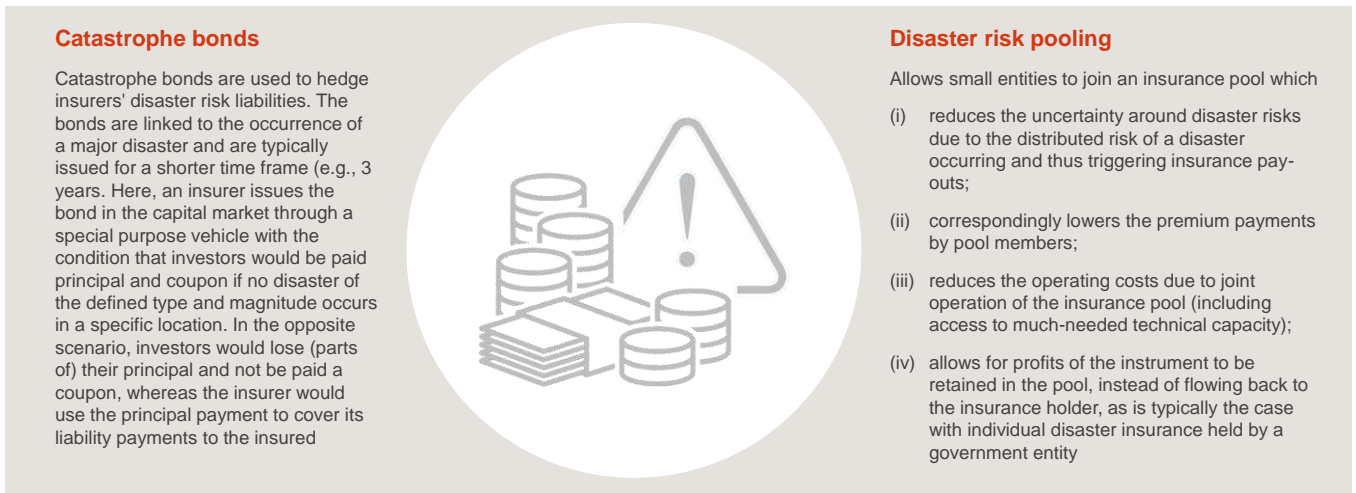 Catastrophe bonds
Catastrophe bonds are used to hedge
insurers' disaster risk liabilities. The
bonds are linked to the occurrence of
a major disaster and are typically
issued for a shorter time frame (e.g., 3
years. Here, an insurer issues the
bond in the capital market through a
special purpose vehicle with the
condition that investors would be paid
principal and coupon if no disaster of
the defined type and magnitude occurs
in a specific location. In the opposite
scenario, investors would lose (parts
of) their principal and not be paid a
coupon, whereas the insurer would
use the principal payment to cover its
liability payments to the insured
Disaster risk pooling
Allows small entities to join an insurance pool which
(i) reduces the uncertainty around disaster risks
due to the distributed risk of a disaster
occurring and thus triggering insurance pay-
outs;
(ii) correspondingly lowers the premium payments
by pool members;
(iii) reduces the operating costs due to joint
operation of the insurance pool (including
access to much-needed technical capacity);
(iv) allows for profits of the instrument to be
retained in the pool, instead of flowing back to
the insurance holder, as is typically the case
with individual disaster insurance held by a
government entity